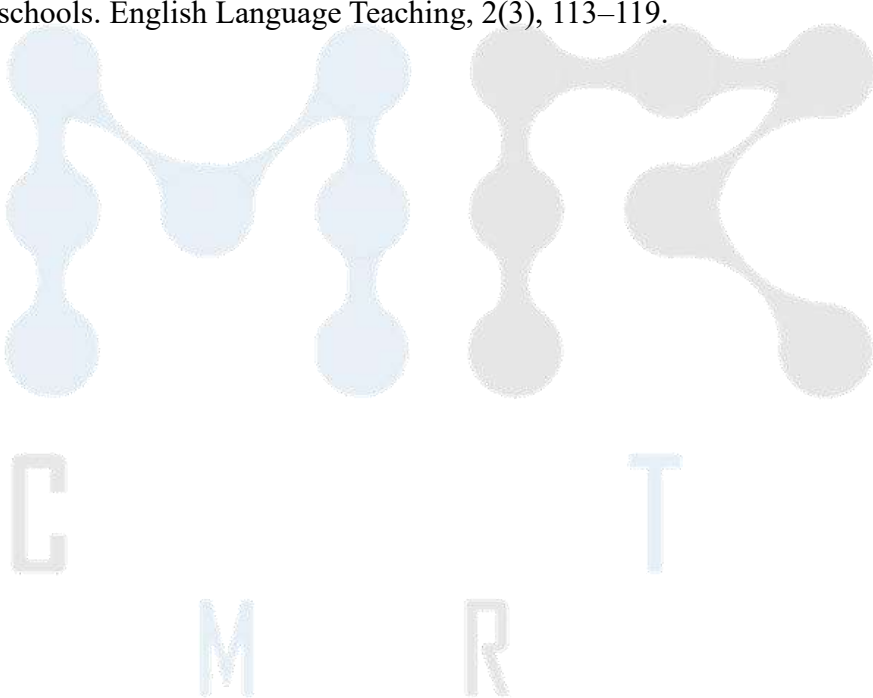 schools. English Language Teaching, 2(3), 113–119.
C T
M R